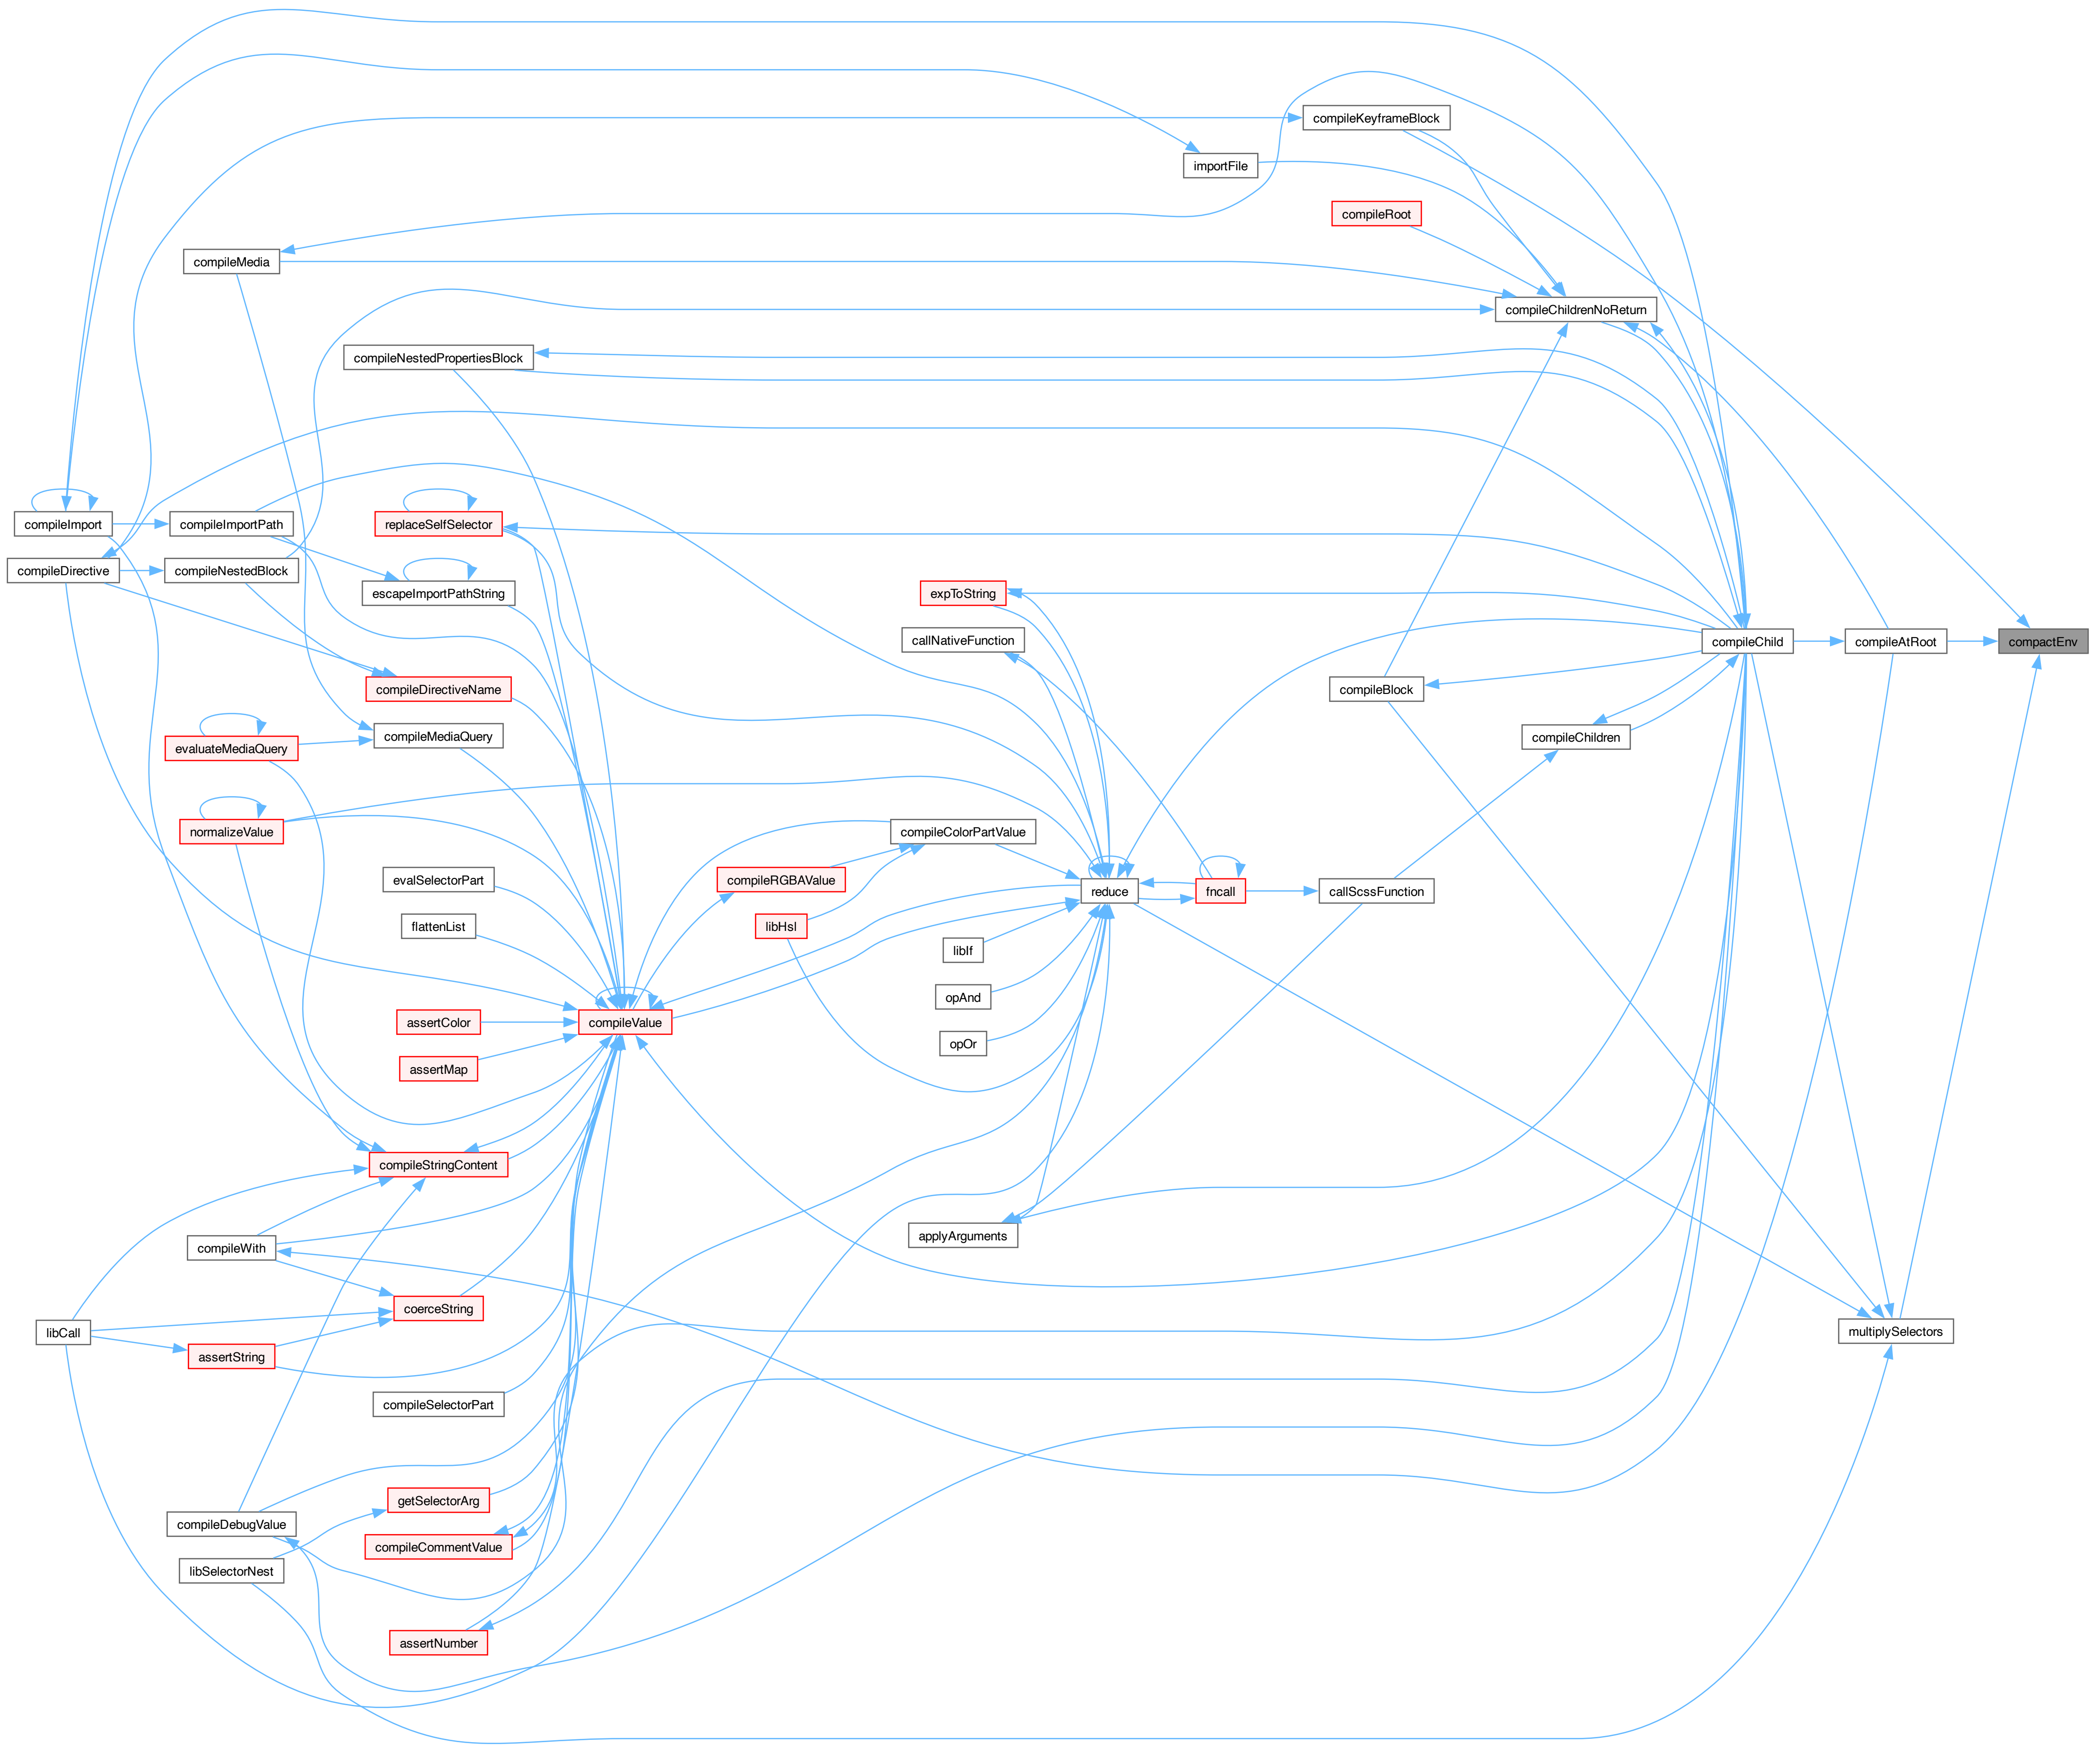 compileKeyframeBlock
importFile
compileRoot
compileMedia
compileChildrenNoReturn
compileNestedPropertiesBlock
compileImport
compileImportPath
replaceSelfSelector
compileDirective
compileNestedBlock
escapeImportPathString
expToString
callNativeFunction
compileChild
compileAtRoot
compactEnv
compileDirectiveName
compileBlock
evaluateMediaQuery
compileMediaQuery
compileChildren
normalizeValue
compileColorPartValue
evalSelectorPart
compileRGBAValue
reduce
fncall
callScssFunction
flattenList
libHsl
libIf
opAnd
assertColor
compileValue
opOr
assertMap
compileStringContent
compileWith
applyArguments
coerceString
libCall
assertString
multiplySelectors
compileSelectorPart
getSelectorArg
compileDebugValue
compileCommentValue
libSelectorNest
assertNumber